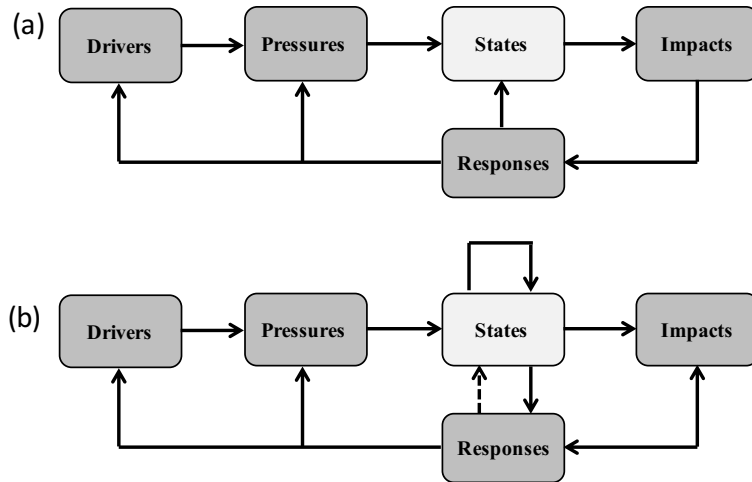 (a)
Drivers
Pressures
States
Impacts
Responses
(b)
Drivers
Pressures
States
Impacts
Responses